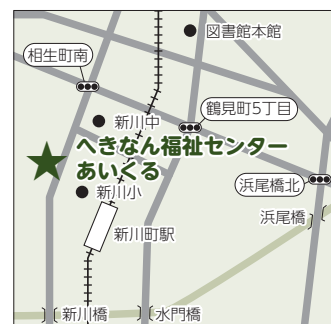 図書館本館
相生町南
鶴見町5丁目
新川中
へきなん福祉センター
あいくる
新川小
浜尾橋北
浜尾橋
新川町駅
新川橋
水門橋